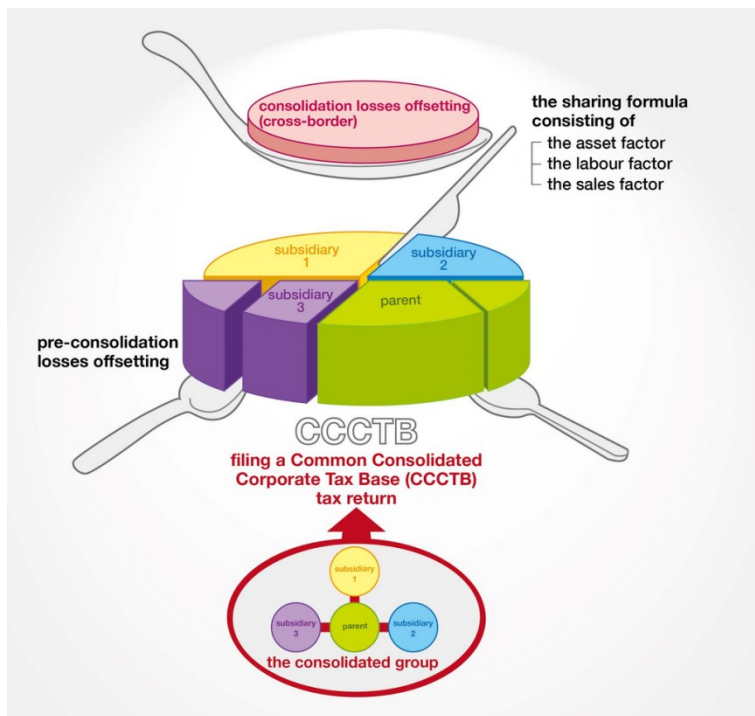 consolidation losses offsetting
(cross-border)
the sharing formula
consisting of
the asset factor
the labour factor
the sales factor
subsidiary
1
subsidiary
2
subsidiary
3
parent
pre-consolidation
losses offsetting
CCCTB
filing a Common Consolidated
Corporate Tax Base (CCCTB)
tax return
subsidiary
1
subsidiary
3
parent
subsidiary
2
the consolidated group